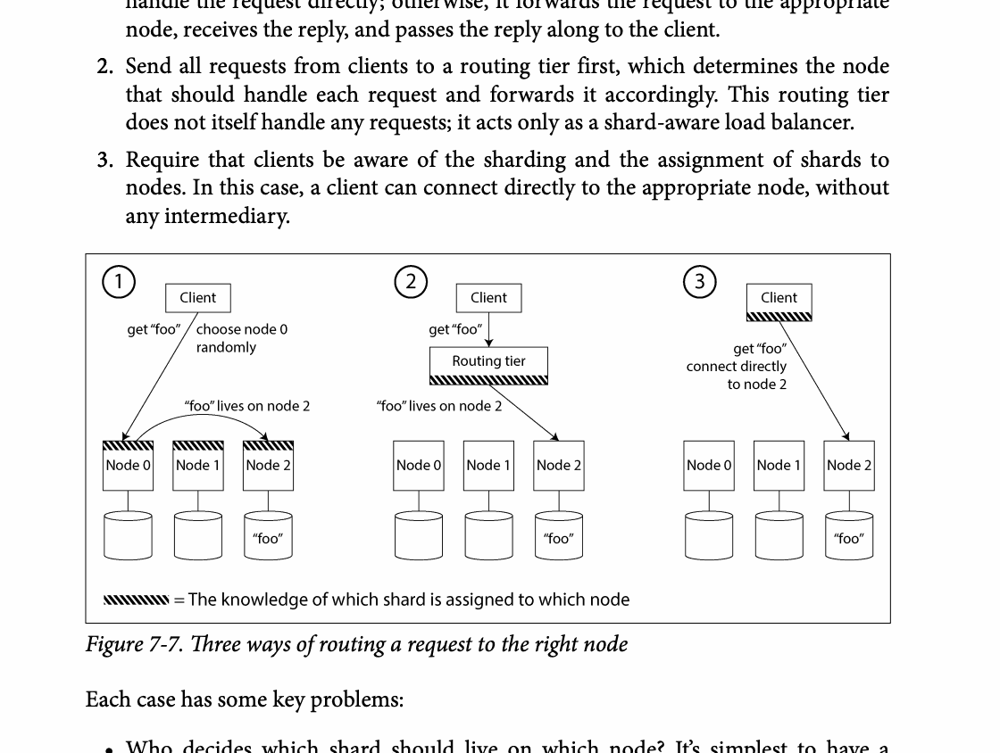 handle the request directly; otherwise, it forwards the request to the appropriate
node, receives the reply, and passes the reply along to the client.
2. Send all requests from clients to a routing tier first, which determines the node
that should handle each request and forwards it accordingly. This routing tier
does not itself handle any requests; it acts only as a shard-aware load balancer.
3. Require that clients be aware of the sharding and the assignment of shards to
nodes. In this case, a client can connect directly to the appropriate node, without
any intermediary.
1
Client
get “foo”
choose node 0
randomly
“foo” lives on node 2
Node 0
Node 1
Node 2
“foo”
2
Client
get “foo”
Routing tier
“foo” lives on node 2
Node 0
Node 1
Node 2
“foo”
3
Client
get “foo”
connect directly
to node 2
Node 0
Node 1
Node 2
“foo”
= The knowledge of which shard is assigned to which node
Figure 7-7. Three ways of routing a request to the right node
Each case has some key problems:
• Who decides which shard should live on which node? It’s simplest to have a